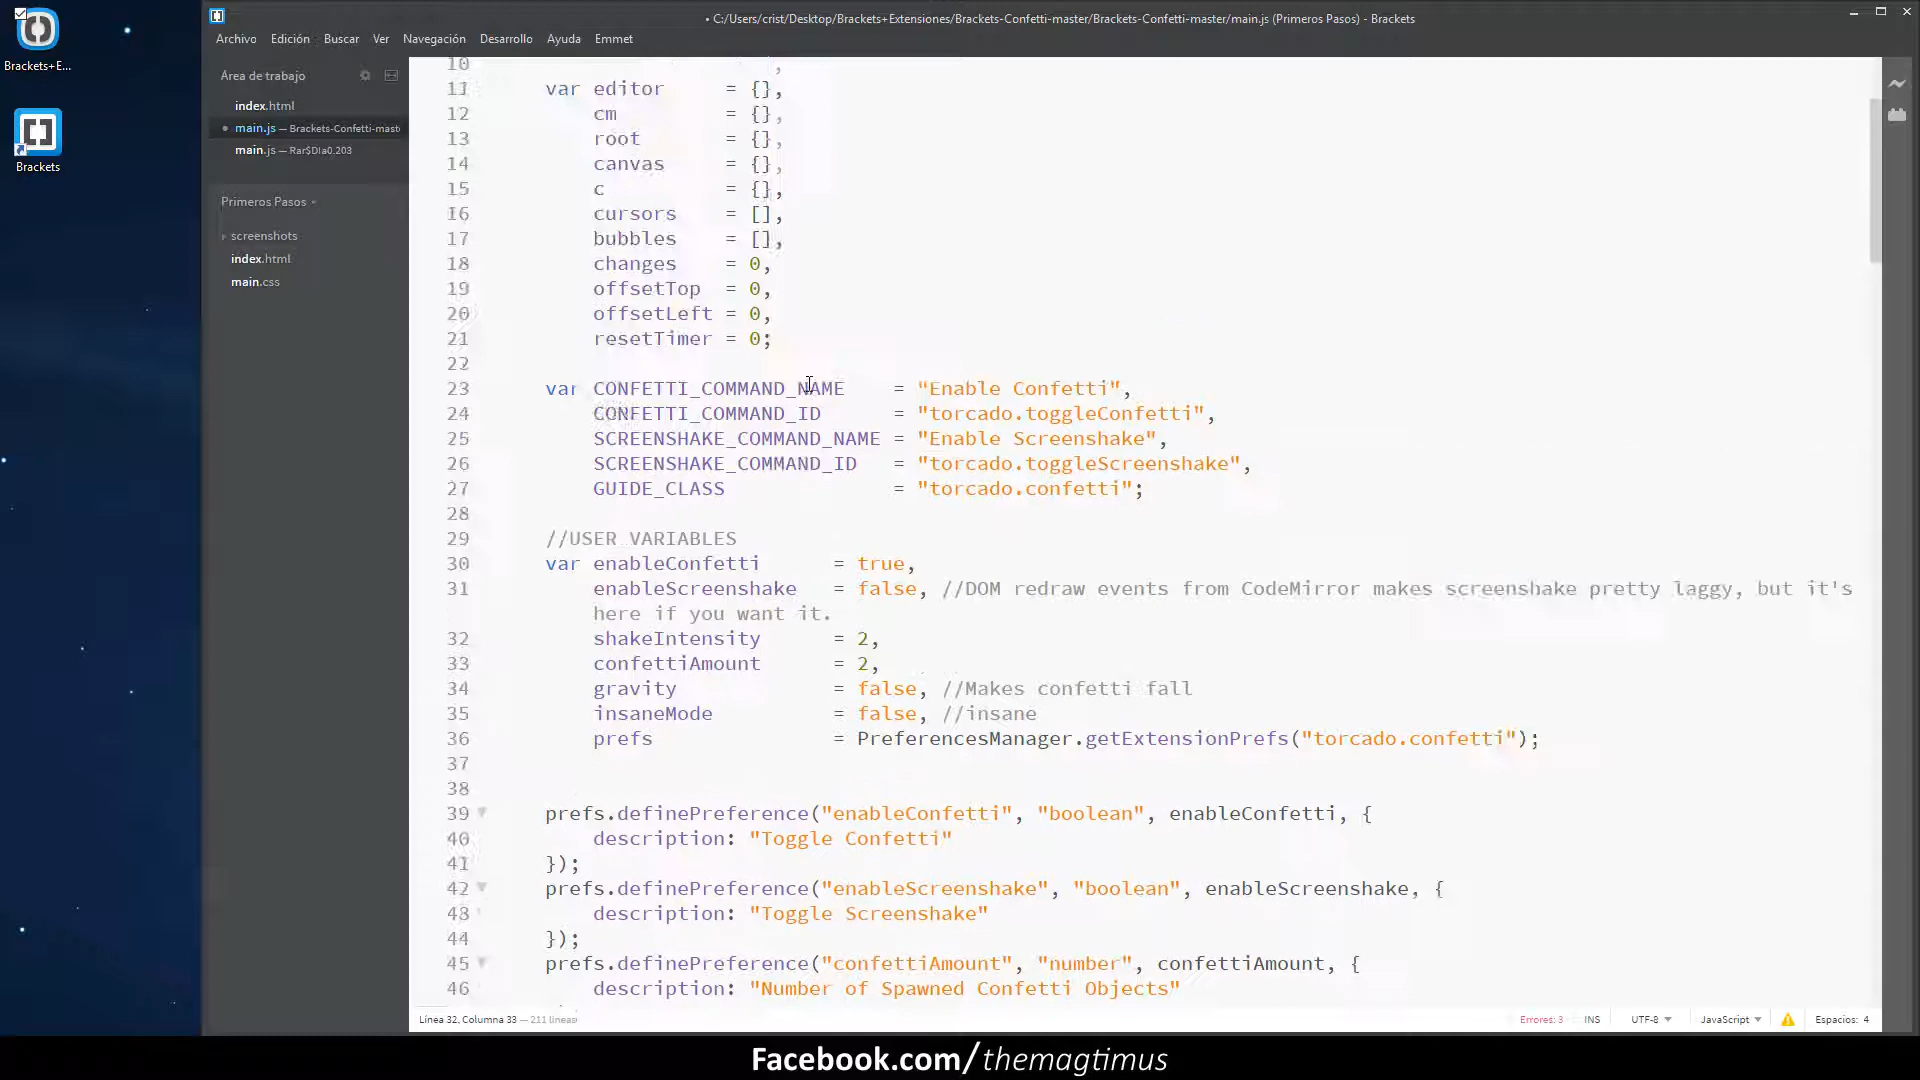 Brackets+E...
Brackets
• C:/Users/crist/Desktop/Brackets+Extensiones/Brackets-Confetti-master/Brackets-Confetti-master/main.js (Primeros Pasos) - Brackets
Archivo Edición Buscar Ver Navegación Desarrollo Ayuda Emmet
Área de trabajo
index.html
main.js — Brackets-Confetti-mast
main.js — Rar$DIa0.203
Primeros Pasos
screenshots
index.html
main.css
10 ,
11 var editor = {},
12 cm = {},
13 root = {},
14 canvas = {},
15 c = {},
16 cursors = [],
17 bubbles = [],
18 changes = 0,
19 offsetTop = 0,
20 offsetLeft = 0,
21 resetTimer = 0;
22
23 var CONFETTI_COMMAND_NAME = "Enable Confetti",
24 CONFETTI_COMMAND_ID = "torcado.toggleConfetti",
25 SCREENSHAKE_COMMAND_NAME = "Enable Screenshake",
26 SCREENSHAKE_COMMAND_ID = "torcado.toggleScreenshake",
27 GUIDE_CLASS = "torcado.confetti";
28
29 //USER VARIABLES
30 var enableConfetti = true,
31 enableScreenshake = false, //DOM redraw events from CodeMirror makes screenshake pretty laggy, but it's
here if you want it.
32 shakeIntensity = 2,
33 confettiAmount = 2,
34 gravity = false, //Makes confetti fall
35 insaneMode = false, //insane
36 prefs = PreferencesManager.getExtensionPrefs("torcado.confetti");
37
38
39 prefs.definePreference("enableConfetti", "boolean", enableConfetti, {
40 description: "Toggle Confetti"
41 });
42 prefs.definePreference("enableScreenshake", "boolean", enableScreenshake, {
43 description: "Toggle Screenshake"
44 });
45 prefs.definePreference("confettiAmount", "number", confettiAmount, {
46 description: "Number of Spawned Confetti Objects"
Línea 32, Columna 33 — 211 líneas
Errores: 3 INS UTF-8 JavaScript Espacios: 4
Facebook.com/themagtimus